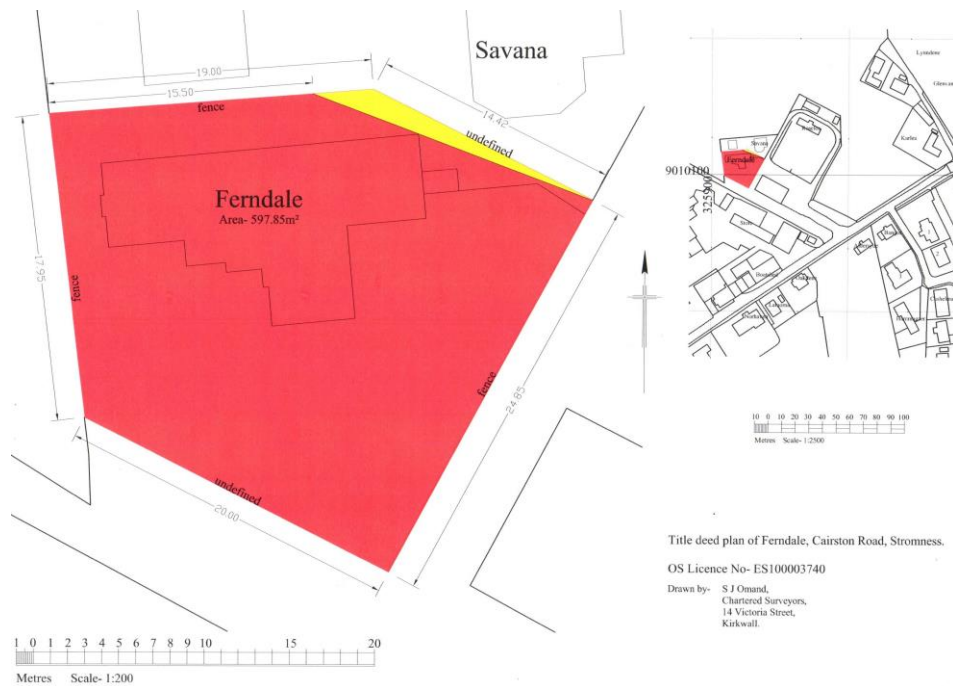 19.00
15.50
fence
Savana
14.42
undefined
Ferndale
Area- 597.85m²
17.95
fence
24.85
fence
undefined
20.00
1 0 1 2 3 4 5 6 7 8 9 10 15 20
Metres Scale- 1:200
Lynndore
Karlea
Savana
Ferndale
9010100
325900
10 0 10 20 30 40 50 60 70 80 90 100
Metres Scale- 1:2500
Title deed plan of Ferndale, Cairston Road, Stromness.
OS Licence No- ES100003740
Drawn by- S J Omand,
Chartered Surveyors,
14 Victoria Street,
Kirkwall.